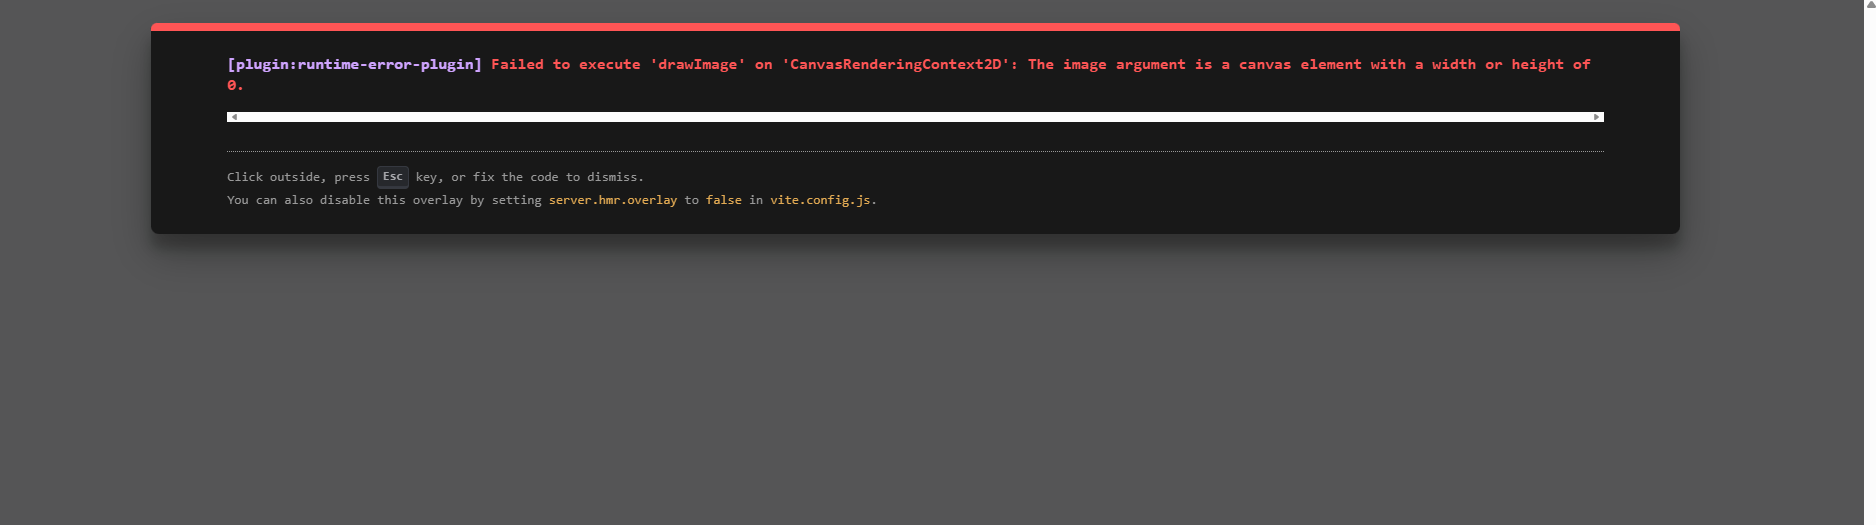 [plugin:runtime-error-plugin] Failed to execute 'drawImage' on 'CanvasRenderingContext2D': The image argument is a canvas element with a width or height of
0.
Click outside, press Esc key, or fix the code to dismiss.
You can also disable this overlay by setting server.hmr.overlay to false in vite.config.js.